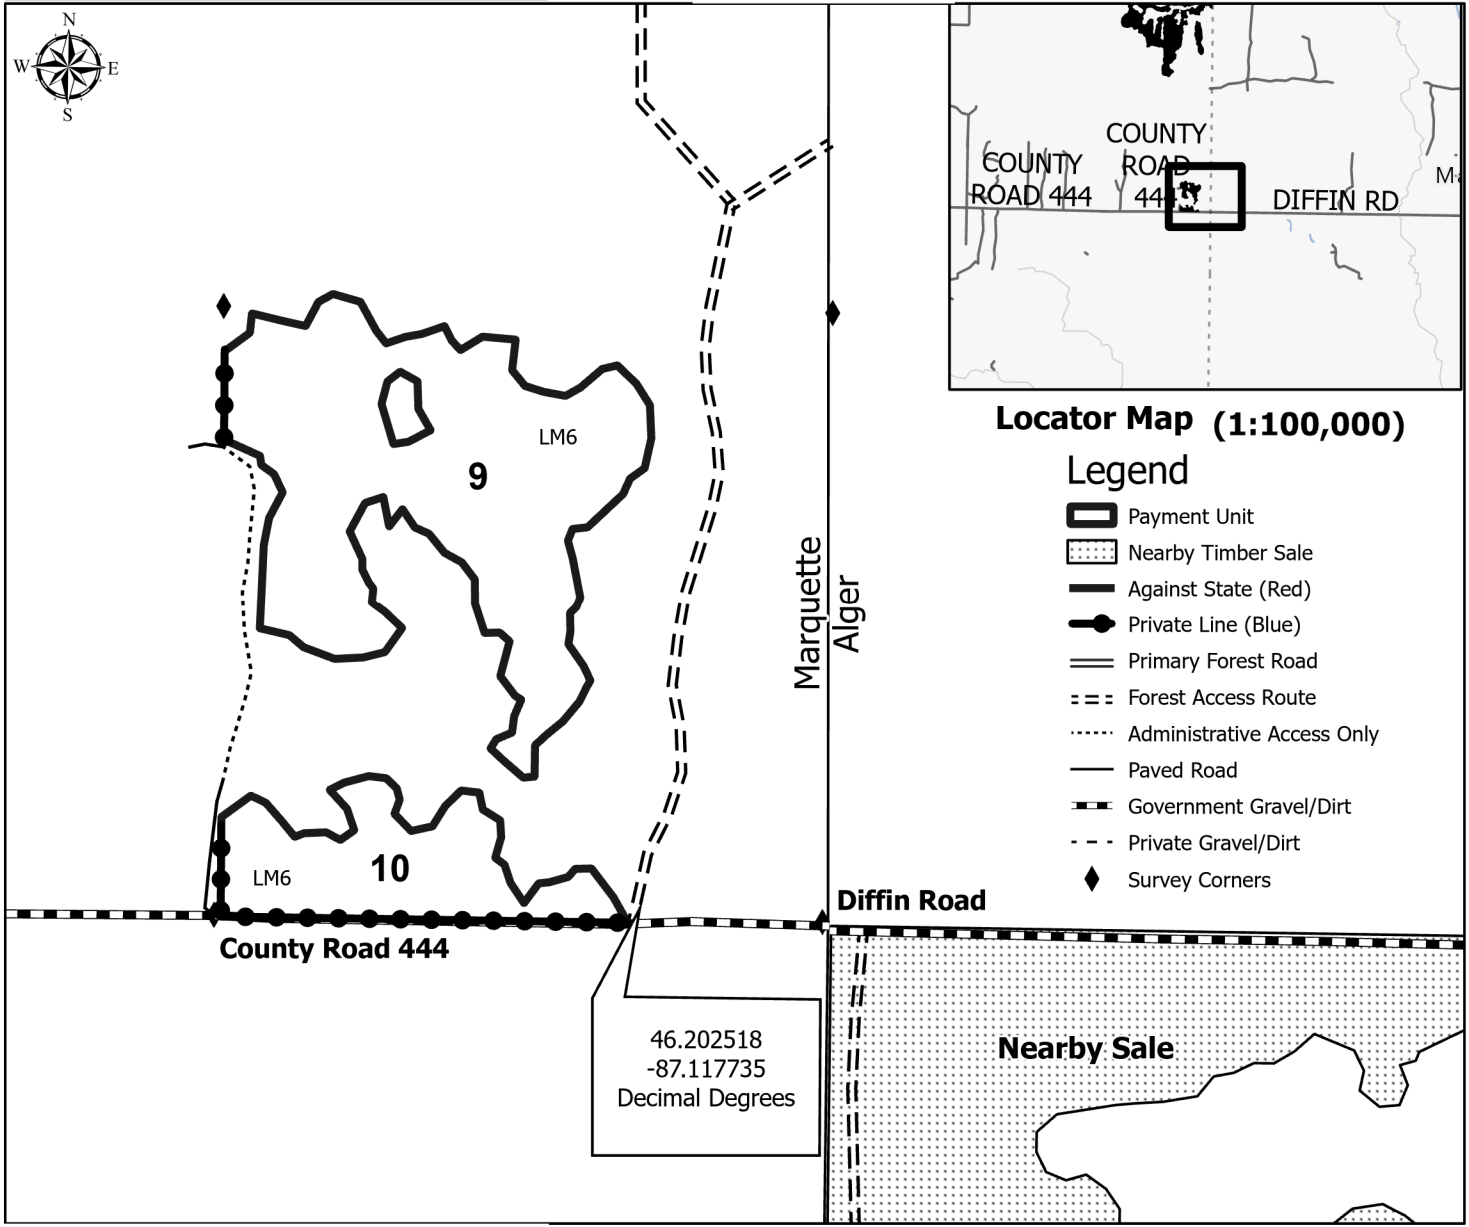 N
W
E
S
COUNTY
ROAD 444
COUNTY
ROAD
444
DIFFIN RD
Locator Map (1:100,000)
Legend
Payment Unit
Nearby Timber Sale
Against State (Red)
Private Line (Blue)
Primary Forest Road
Forest Access Route
Administrative Access Only
Paved Road
Government Gravel/Dirt
Private Gravel/Dirt
Survey Corners
LM6
9
Marquette
Alger
10
LM6
Diffin Road
County Road 444
46.202518
-87.117735
Decimal Degrees
Nearby Sale